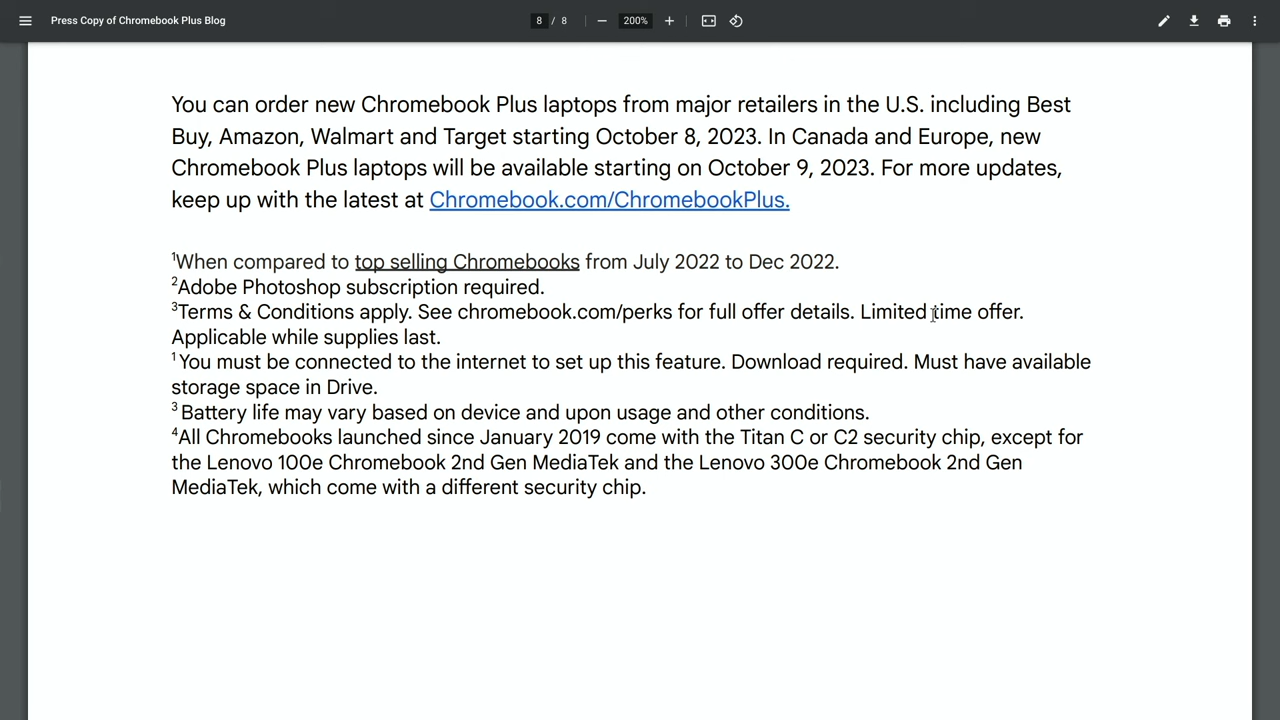 Press Copy of Chromebook Plus Blog
8 / 8
200%
You can order new Chromebook Plus laptops from major retailers in the U.S. including Best
Buy, Amazon, Walmart and Target starting October 8, 2023. In Canada and Europe, new
Chromebook Plus laptops will be available starting on October 9, 2023. For more updates,
keep up with the latest at Chromebook.com/ChromebookPlus.
¹When compared to top selling Chromebooks from July 2022 to Dec 2022.
²Adobe Photoshop subscription required.
³Terms & Conditions apply. See chromebook.com/perks for full offer details. Limited time offer.
Applicable while supplies last.
¹ You must be connected to the internet to set up this feature. Download required. Must have available
storage space in Drive.
³ Battery life may vary based on device and upon usage and other conditions.
⁴All Chromebooks launched since January 2019 come with the Titan C or C2 security chip, except for
the Lenovo 100e Chromebook 2nd Gen MediaTek and the Lenovo 300e Chromebook 2nd Gen
MediaTek, which come with a different security chip.